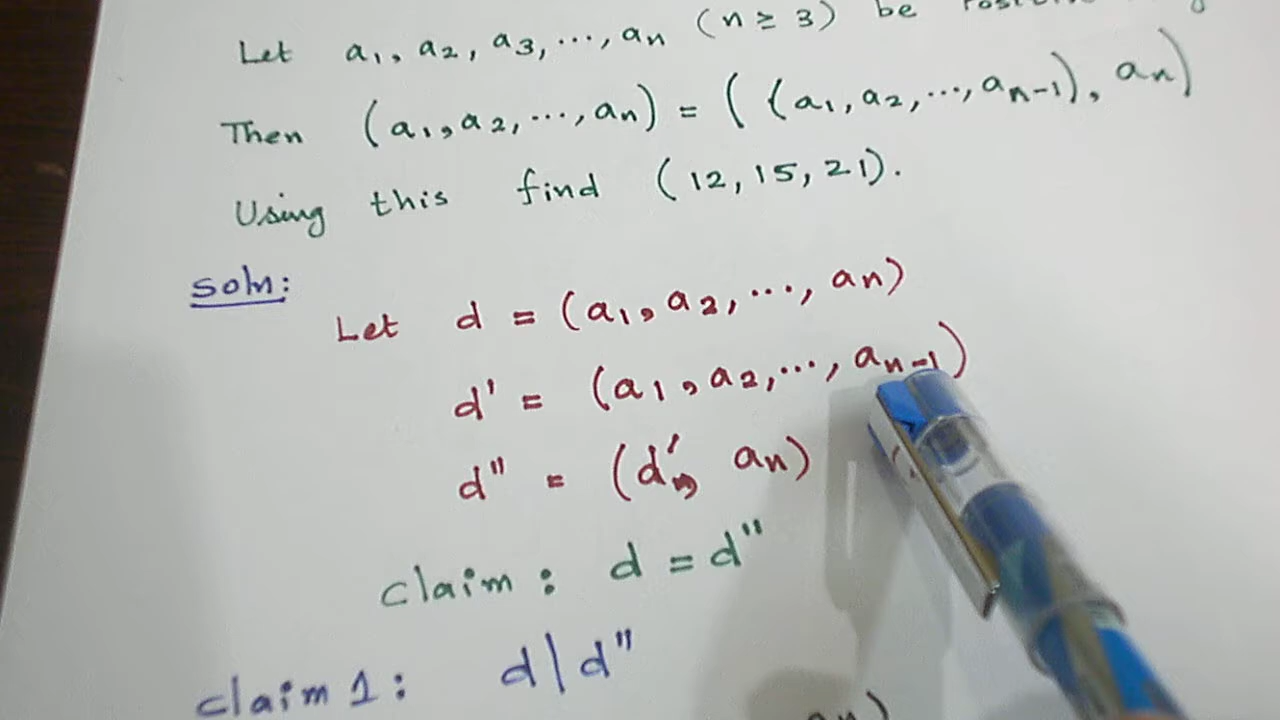 Let a1, a2, a3, ..., an (n ≥ 3) be
Then (a1, a2, ..., an) = ( (a1, a2, ..., an-1), an)
Using this find (12, 15, 21).
Soln:
Let d = (a1, a2, ..., an)
d' = (a1, a2, ..., an-1)
d" = (d', an)
claim : d = d"
claim 1 : d | d"
an)